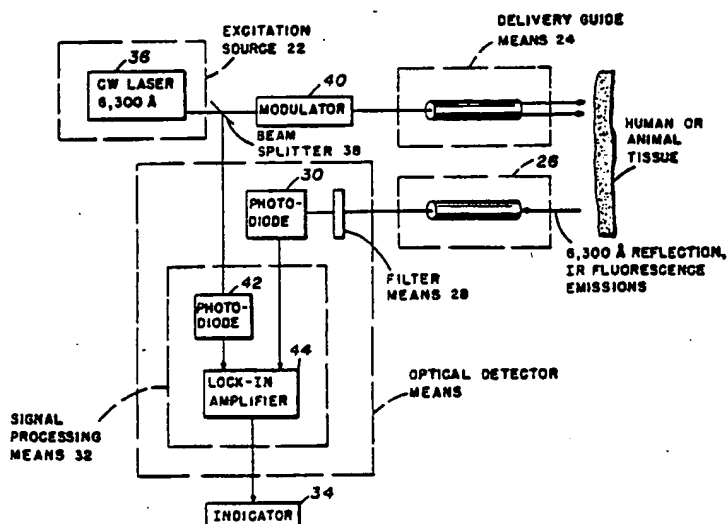 EXCITATION
SOURCE 22
DELIVERY GUIDE
MEANS 24
36
CW LASER
6,300 Å
40
MODULATOR
BEAM
SPLITTER 38
HUMAN OR
ANIMAL
TISSUE
30
PHOTO-
DIODE
26
6,300 Å REFLECTION,
IR FLUORESCENCE
EMISSIONS
FILTER
MEANS 28
42
PHOTO-
DIODE
44
LOCK-IN
AMPLIFIER
OPTICAL DETECTOR
MEANS
SIGNAL
PROCESSING
MEANS 32
34
INDICATOR